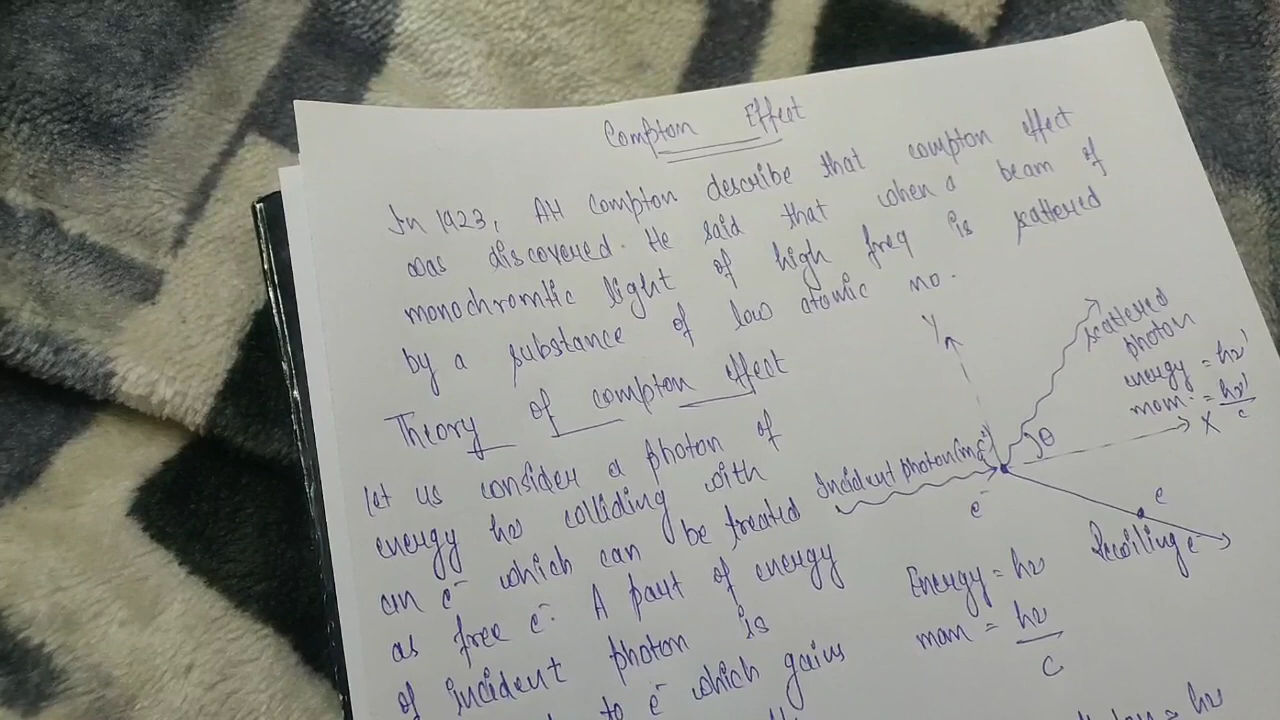 Compton Effect
In 1923, AH Compton describe that compton effect
was discovered. He said that when a beam of
monochromtic light of high freq is scattered
by a substance of low atomic no.
Theory of compton effect
let us consider a photon of
energy hν colliding with
an e⁻ which can be treated
as free e⁻. A part of energy
of incident photon is
to e⁻ which gains
Y
scattered
photon
energy = hν'
mom. = hν'/c
X
θ
Incident photon
e⁻
e
Recoiling e⁻
Energy = hν
mom = hν/c
= hν